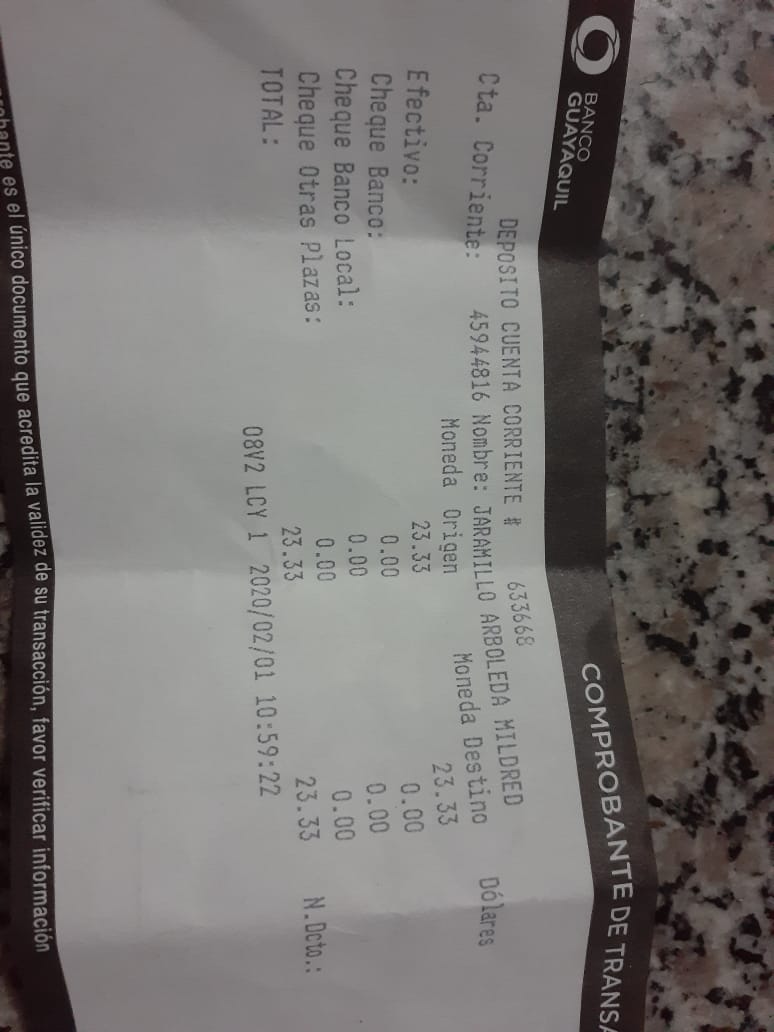 BANCO
GUAYAQUIL
COMPROBANTE DE
DEPOSITO CUENTA CORRIENTE # 633668
Cta. Corriente: 45944816 Nombre: JARAMILLO ARBOLEDA MILDRED
Moneda Origen Moneda Destino Dólares
Efectivo: 23.33 23.33
Cheque Banco: 0.00 0.00
Cheque Banco Local: 0.00 0.00
Cheque Otras Plazas: 0.00 0.00
TOTAL: 23.33 23.33 N.Dcto.:
08V2 LCY 1 2020/02/01 10:59:22
es el único documento que acredita la validez de su transacción, favor verificar información